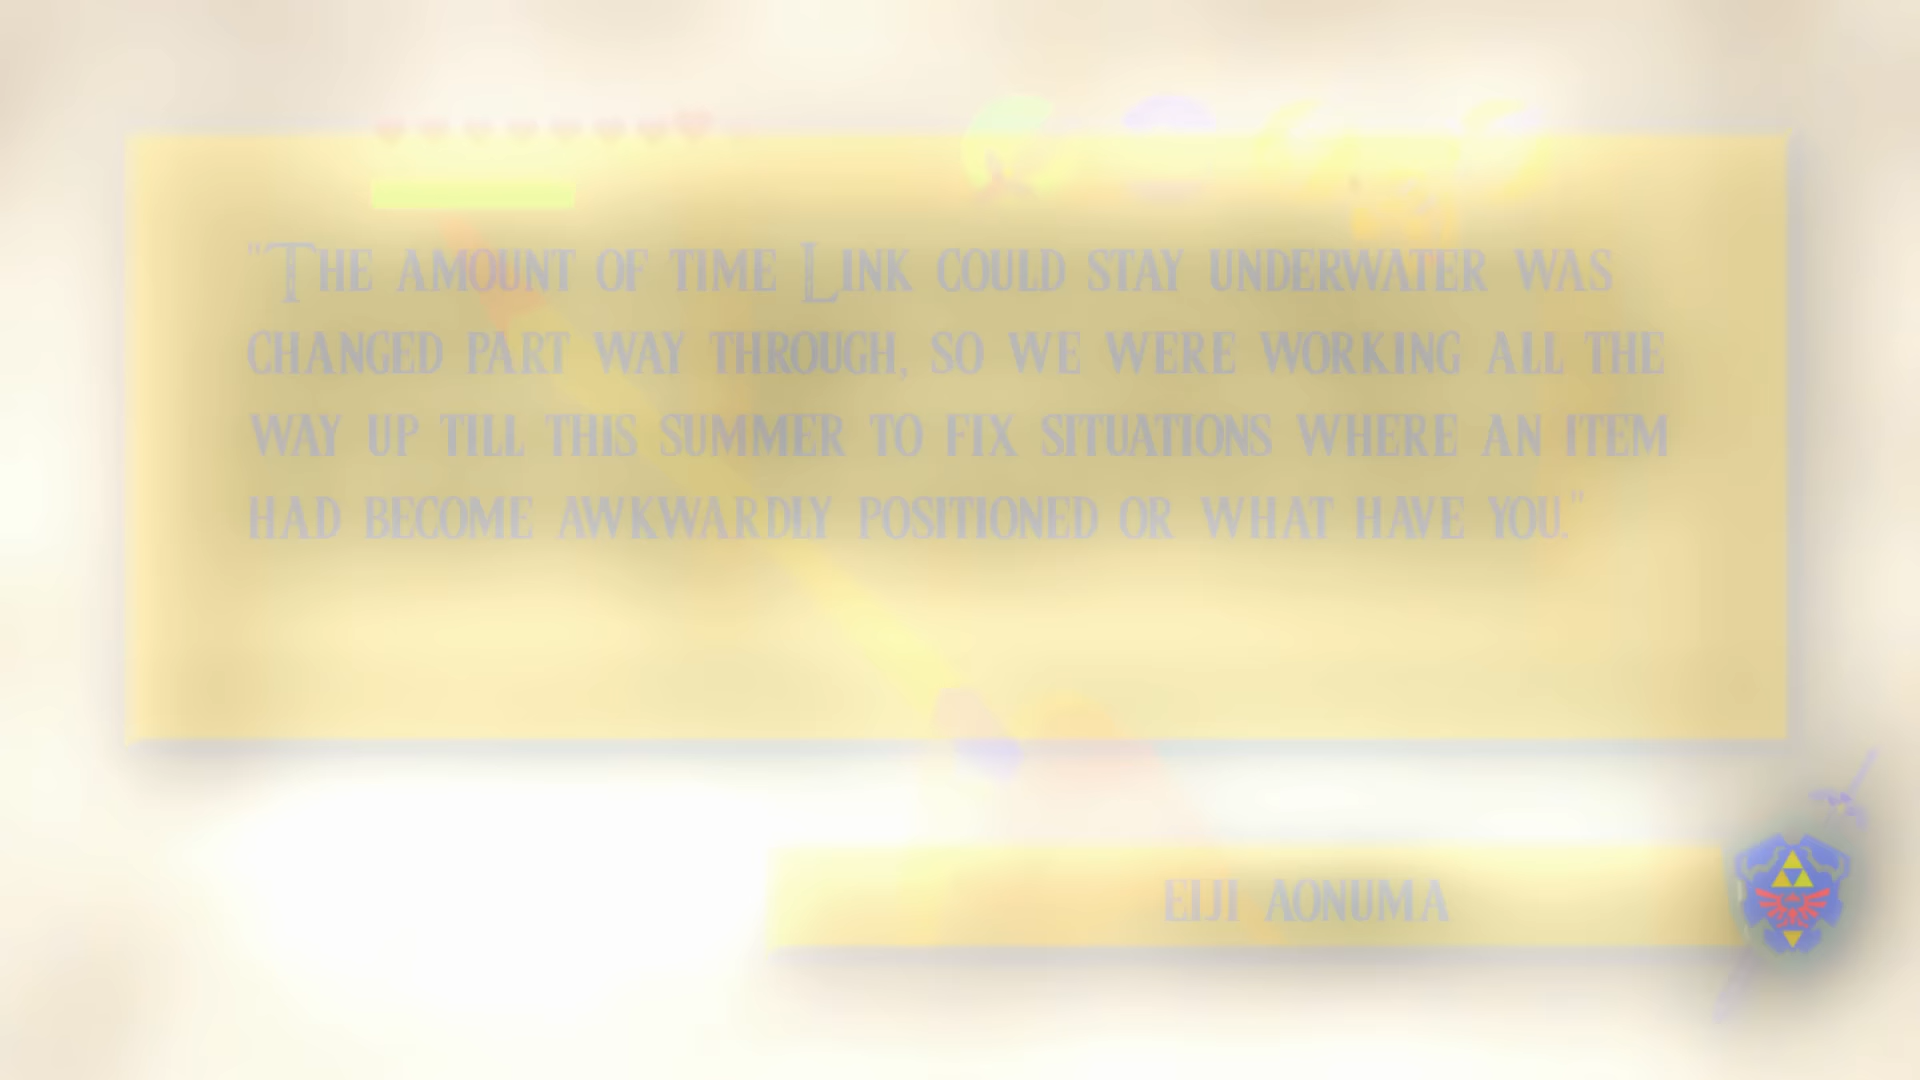 "The amount of time Link could stay underwater was
changed part way through, so we were working all the
way up till this summer to fix situations where an item
had become awkwardly positioned or what have you."
Eiji Aonuma